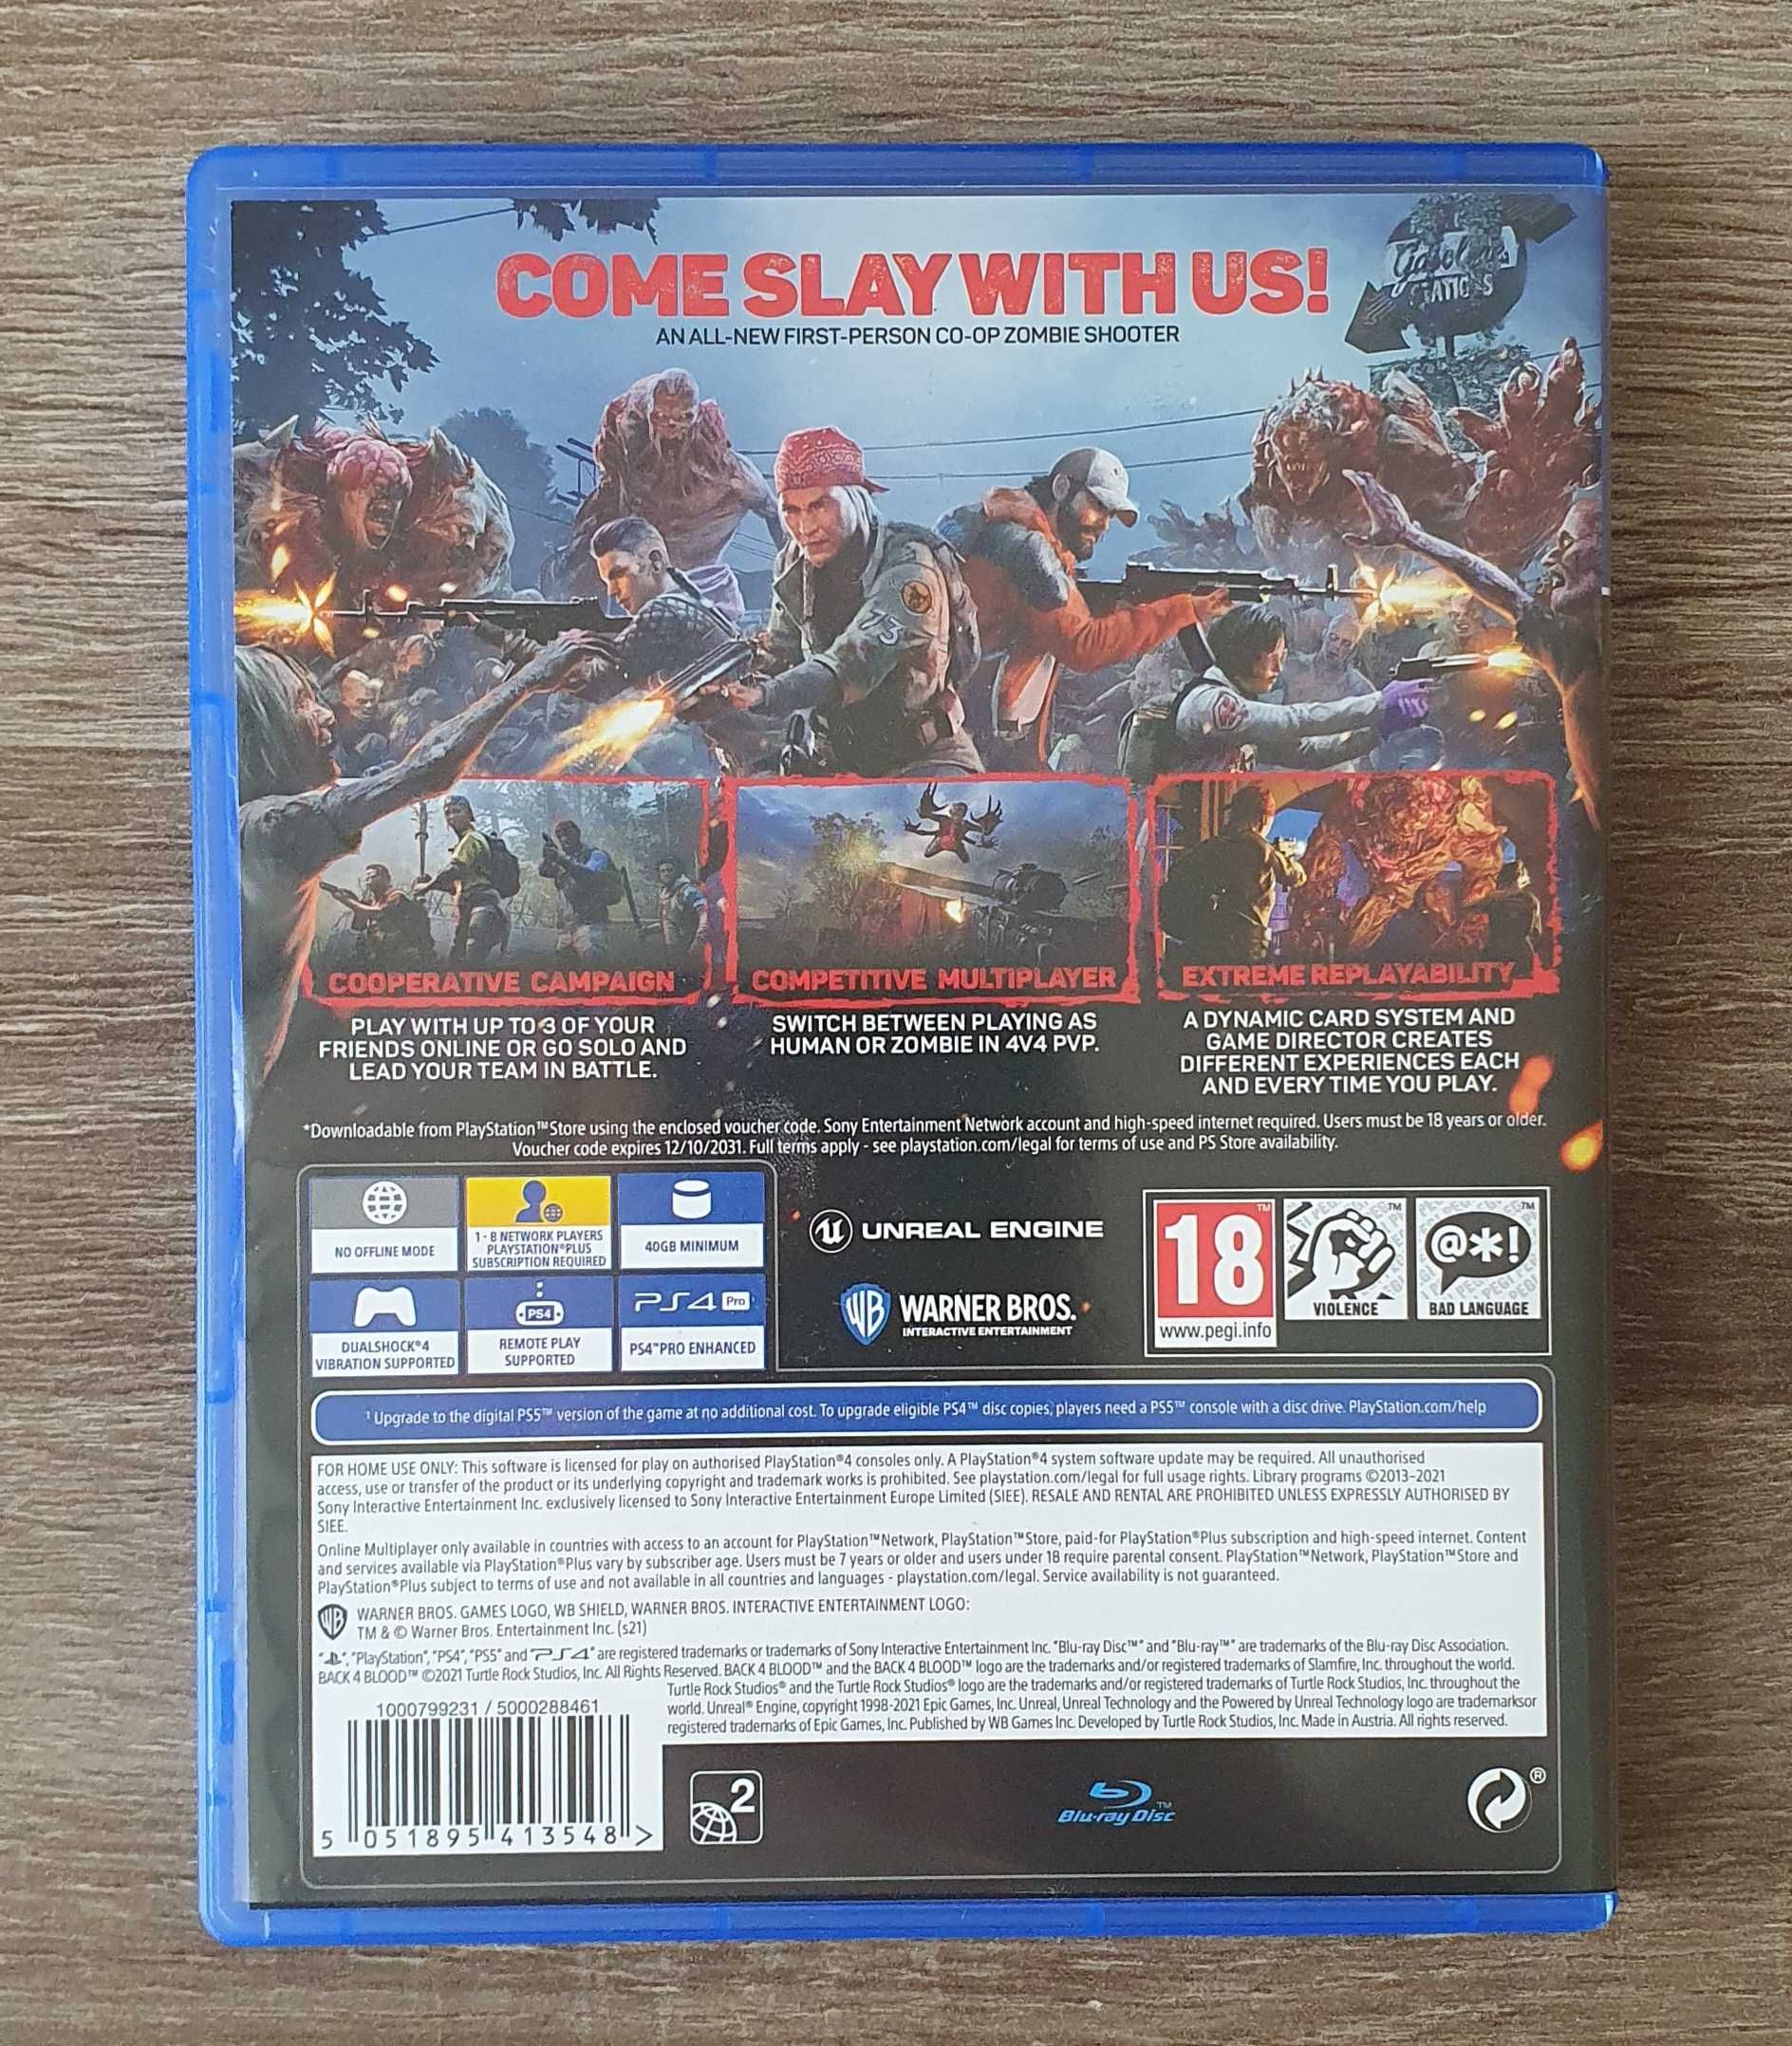 Gasoline
STATIONS
COME SLAY WITH US!
AN ALL-NEW FIRST-PERSON CO-OP ZOMBIE SHOOTER
73
COOPERATIVE CAMPAIGN
PLAY WITH UP TO 3 OF YOUR
FRIENDS ONLINE OR GO SOLO AND
LEAD YOUR TEAM IN BATTLE.
COMPETITIVE MULTIPLAYER
SWITCH BETWEEN PLAYING AS
HUMAN OR ZOMBIE IN 4V4 PVP.
EXTREME REPLAYABILITY
A DYNAMIC CARD SYSTEM AND
GAME DIRECTOR CREATES
DIFFERENT EXPERIENCES EACH
AND EVERY TIME YOU PLAY.
*Downloadable from PlayStation™Store using the enclosed voucher code. Sony Entertainment Network account and high-speed internet required. Users must be 18 years or older.
Voucher code expires 12/10/2031. Full terms apply - see playstation.com/legal for terms of use and PS Store availability.
NO OFFLINE MODE
1 - 8 NETWORK PLAYERS
PLAYSTATION®PLUS
SUBSCRIPTION REQUIRED
40GB MINIMUM
DUALSHOCK®4
VIBRATION SUPPORTED
PS4
REMOTE PLAY
SUPPORTED
PS4 Pro
PS4™PRO ENHANCED
UNREAL ENGINE
WB WARNER BROS.
INTERACTIVE ENTERTAINMENT
18™
www.pegi.info
™
VIOLENCE
@*!™
BAD LANGUAGE
¹ Upgrade to the digital PS5™ version of the game at no additional cost. To upgrade eligible PS4™ disc copies, players need a PS5™ console with a disc drive. PlayStation.com/help
FOR HOME USE ONLY: This software is licensed for play on authorised PlayStation®4 consoles only. A PlayStation®4 system software update may be required. All unauthorised
access, use or transfer of the product or its underlying copyright and trademark works is prohibited. See playstation.com/legal for full usage rights. Library programs ©2013-2021
Sony Interactive Entertainment Inc. exclusively licensed to Sony Interactive Entertainment Europe Limited (SIEE). RESALE AND RENTAL ARE PROHIBITED UNLESS EXPRESSLY AUTHORISED BY
SIEE.
Online Multiplayer only available in countries with access to an account for PlayStation™Network, PlayStation™Store, paid-for PlayStation®Plus subscription and high-speed internet. Content
and services available via PlayStation®Plus vary by subscriber age. Users must be 7 years or older and users under 18 require parental consent. PlayStation™Network, PlayStation™Store and
PlayStation®Plus subject to terms of use and not available in all countries and languages - playstation.com/legal. Service availability is not guaranteed.
WB WARNER BROS. GAMES LOGO, WB SHIELD, WARNER BROS. INTERACTIVE ENTERTAINMENT LOGO:
TM & © Warner Bros. Entertainment Inc. (s21)
"PlayStation", "PS4", "PS5" and "PS4" are registered trademarks or trademarks of Sony Interactive Entertainment Inc. "Blu-ray Disc™" and "Blu-ray™" are trademarks of the Blu-ray Disc Association.
BACK 4 BLOOD™ ©2021 Turtle Rock Studios, Inc. All Rights Reserved. BACK 4 BLOOD™ and the BACK 4 BLOOD™ logo are the trademarks and/or registered trademarks of Slamfire, Inc. throughout the world.
Turtle Rock Studios® and the Turtle Rock Studios® logo are the trademarks and/or registered trademarks of Turtle Rock Studios, Inc. throughout the
world. Unreal® Engine, copyright 1998-2021 Epic Games, Inc. Unreal, Unreal Technology and the Powered by Unreal Technology logo are trademarksor
registered trademarks of Epic Games, Inc. Published by WB Games Inc. Developed by Turtle Rock Studios, Inc. Made in Austria. All rights reserved.
1000799231 / 5000288461
5 051895 413548 >
2
Blu-ray Disc™
®